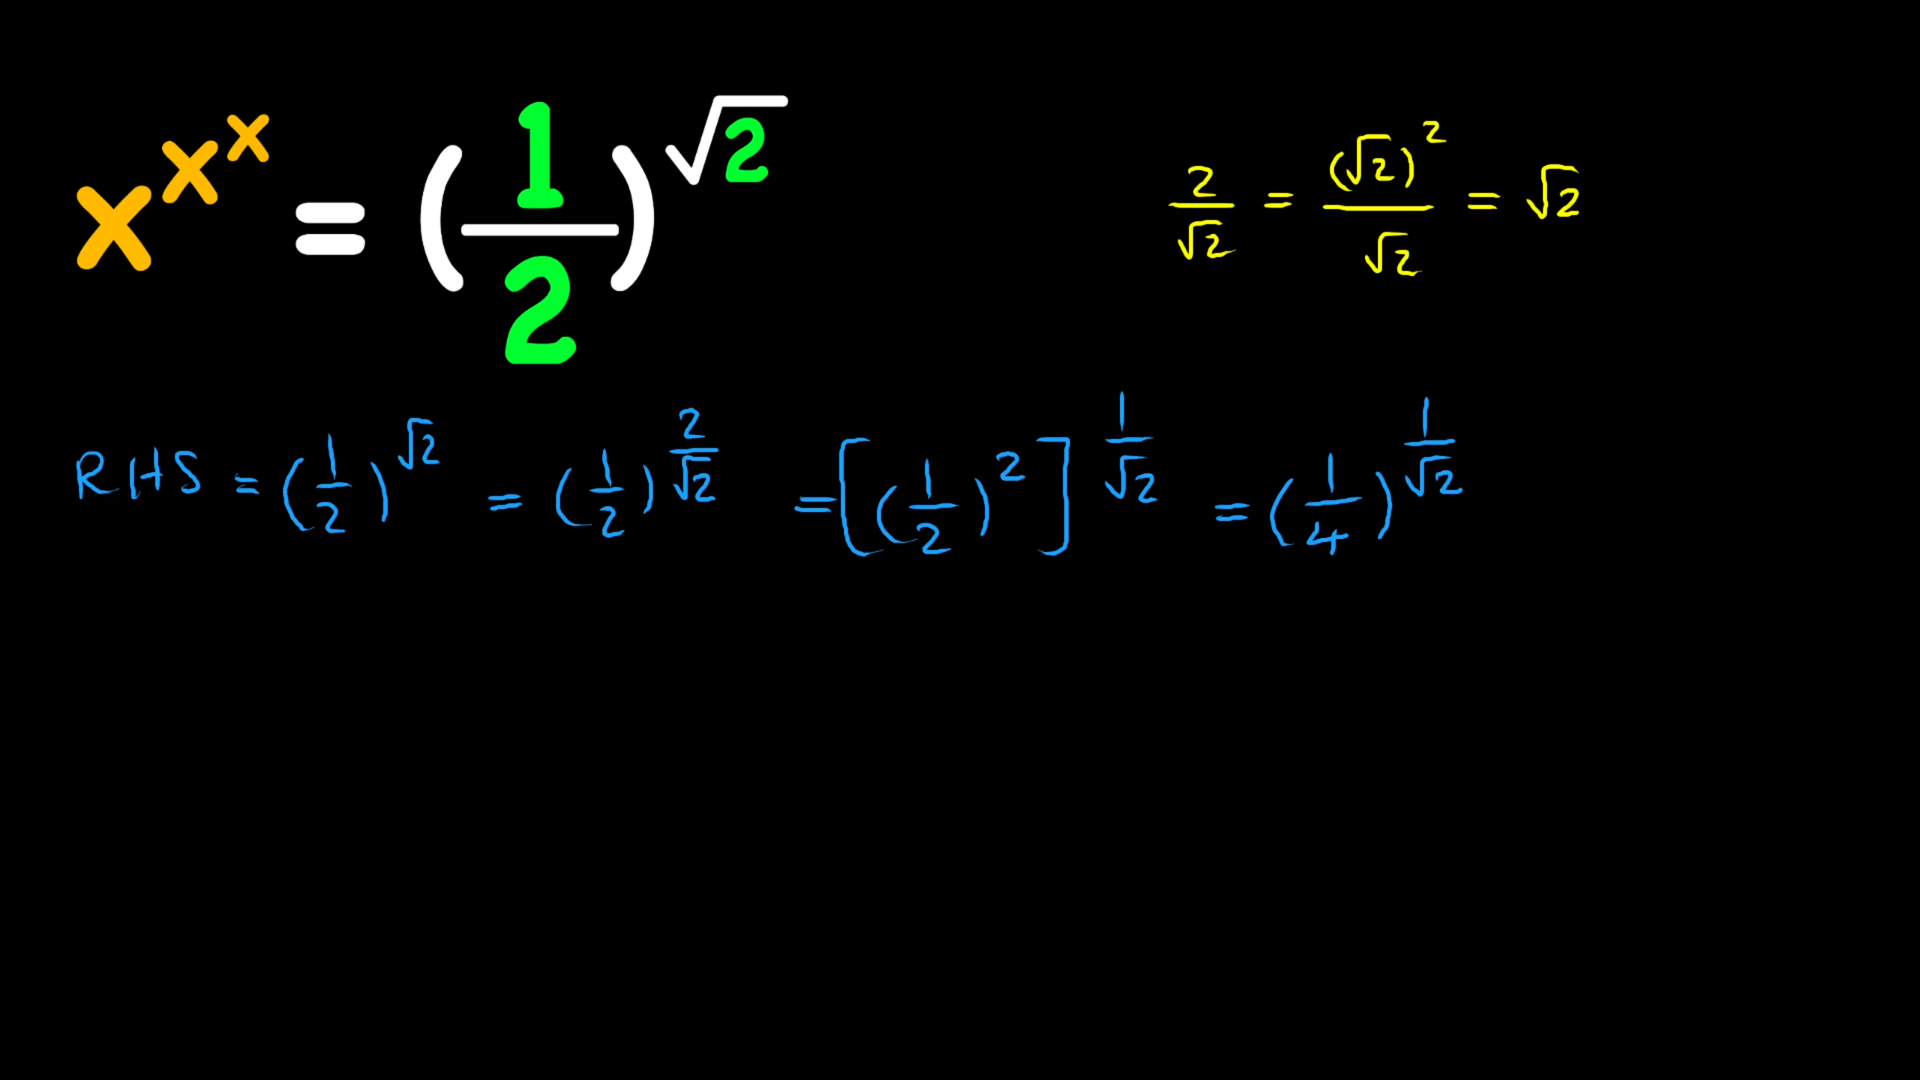 x^x^x = (1/2)^√2
2/√2 = (√2)^2/√2 = √2
RHS = (1/2)^√2 = (1/2)^2/√2 = [(1/2)^2]^1/√2 = (1/4)^1/√2